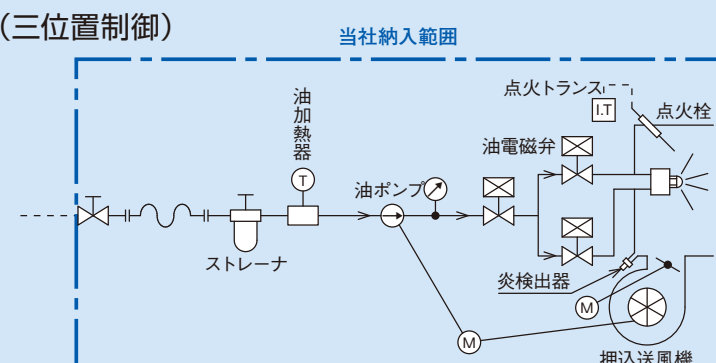 (三位置制御)
当社納入範囲
点火トランス
I.T
点火栓
油加熱器
T
油ポンプ
油電磁弁
ストレーナ
炎検出器
M
M
押込送風機